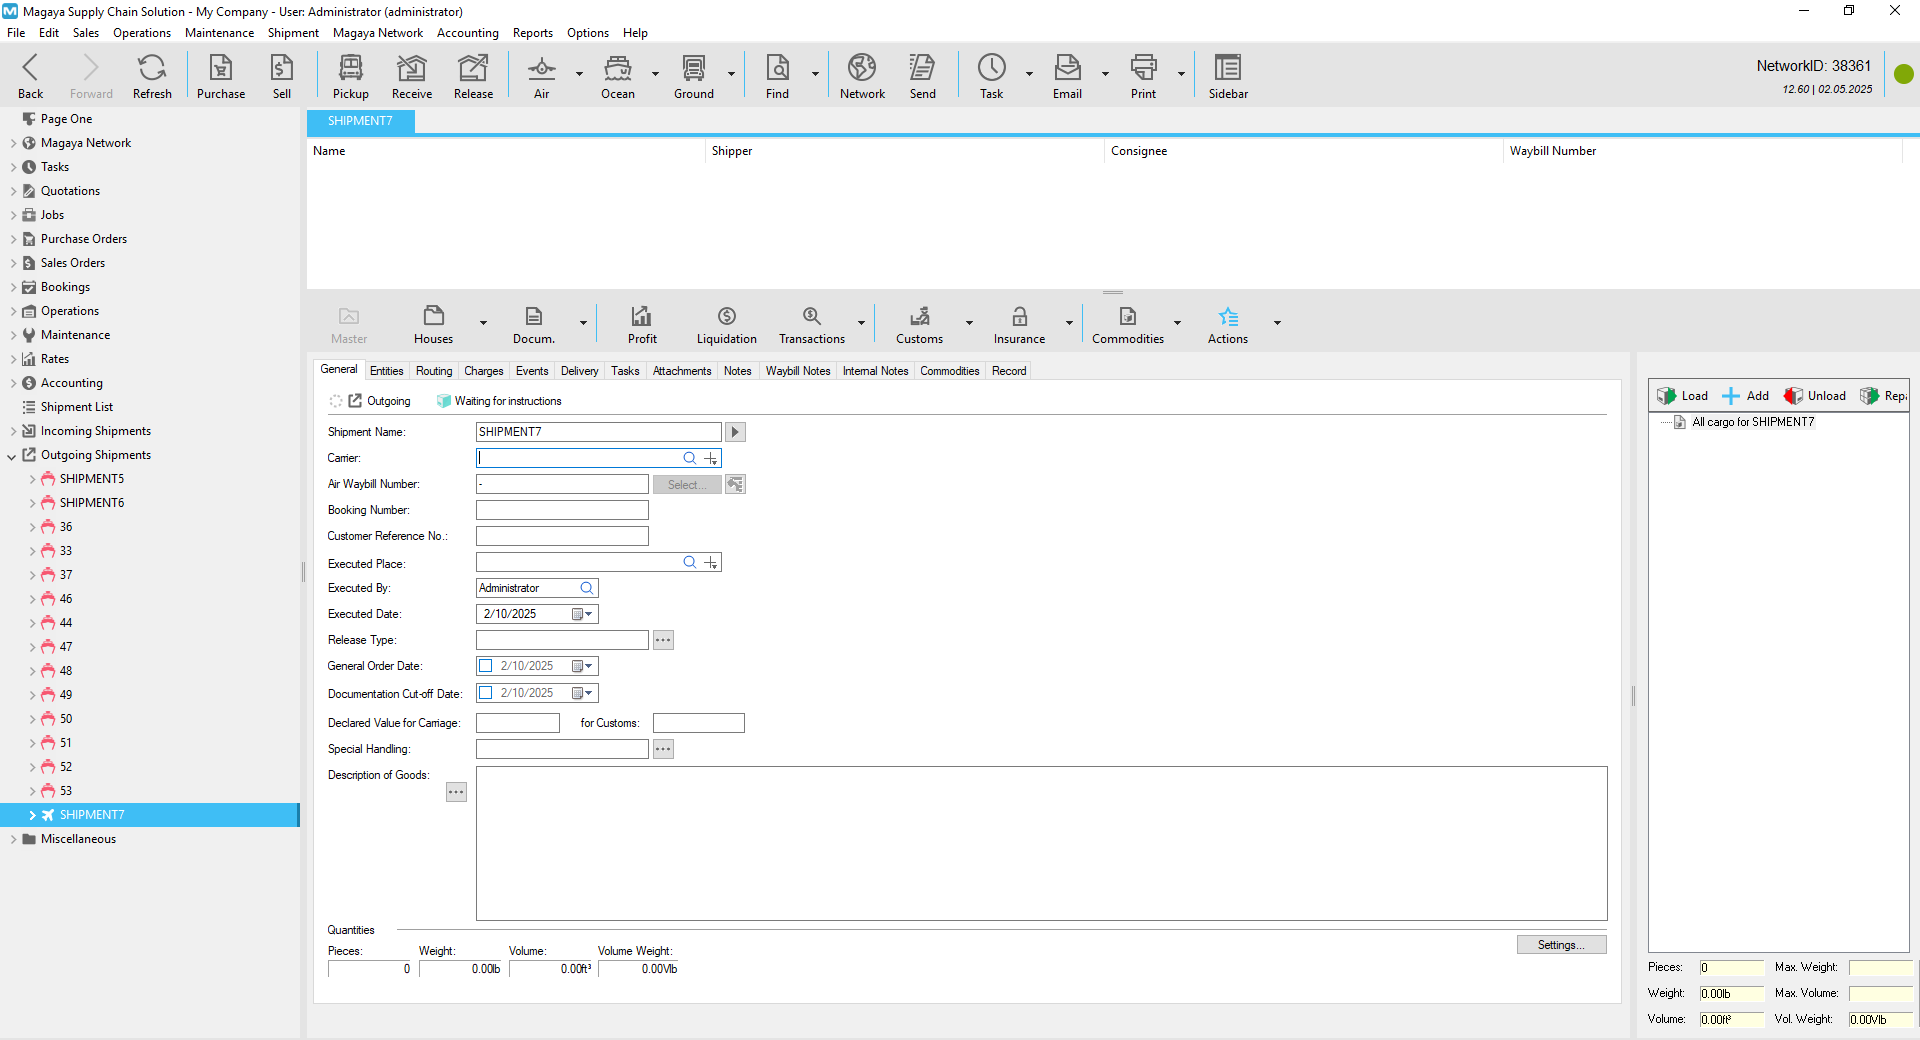 Magaya Supply Chain Solution - My Company - User: Administrator (administrator)
File Edit Sales Operations Maintenance Shipment Magaya Network Accounting Reports Options Help
Back Forward Refresh Purchase Sell Pickup Receive Release Air Ocean Ground Find Network Send Task Email Print Sidebar
NetworkID: 38361
12.60 | 02.05.2025
Page One
Magaya Network
Tasks
Quotations
Jobs
Purchase Orders
Sales Orders
Bookings
Operations
Maintenance
Rates
Accounting
Shipment List
Incoming Shipments
Outgoing Shipments
SHIPMENT5
SHIPMENT6
36
33
37
46
44
47
48
49
50
51
52
53
SHIPMENT7
Miscellaneous
SHIPMENT7
Name Shipper Consignee Waybill Number
Master Houses Docum. Profit Liquidation Transactions Customs Insurance Commodities Actions
General Entities Routing Charges Events Delivery Tasks Attachments Notes Waybill Notes Internal Notes Commodities Record
Outgoing Waiting for instructions
Shipment Name: SHIPMENT7
Carrier:
Air Waybill Number: - Select...
Booking Number:
Customer Reference No.:
Executed Place:
Executed By: Administrator
Executed Date: 2/10/2025
Release Type: ...
General Order Date: 2/10/2025
Documentation Cut-off Date: 2/10/2025
Declared Value for Carriage: for Customs:
Special Handling: ...
Description of Goods:
...
Quantities
Settings...
Pieces: Weight: Volume: Volume Weight:
0 0.00lb 0.00ft³ 0.00Vlb
Load Add Unload Repa
All cargo for SHIPMENT7
Pieces: 0 Max. Weight:
Weight: 0.00lb Max. Volume:
Volume: 0.00ft³ Vol. Weight: 0.00Vlb